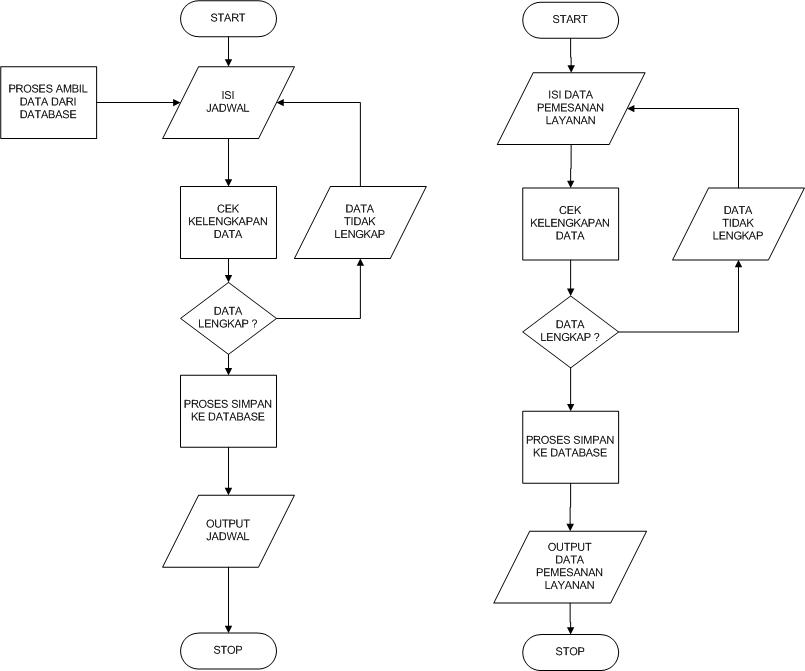 START
PROSES AMBIL
DATA DARI
DATABASE
ISI
JADWAL
CEK
KELENGKAPAN
DATA
DATA
TIDAK
LENGKAP
DATA
LENGKAP ?
PROSES SIMPAN
KE DATABASE
OUTPUT
JADWAL
STOP
START
ISI DATA
PEMESANAN
LAYANAN
CEK
KELENGKAPAN
DATA
DATA
TIDAK
LENGKAP
DATA
LENGKAP ?
PROSES SIMPAN
KE DATABASE
OUTPUT
DATA
PEMESANAN
LAYANAN
STOP